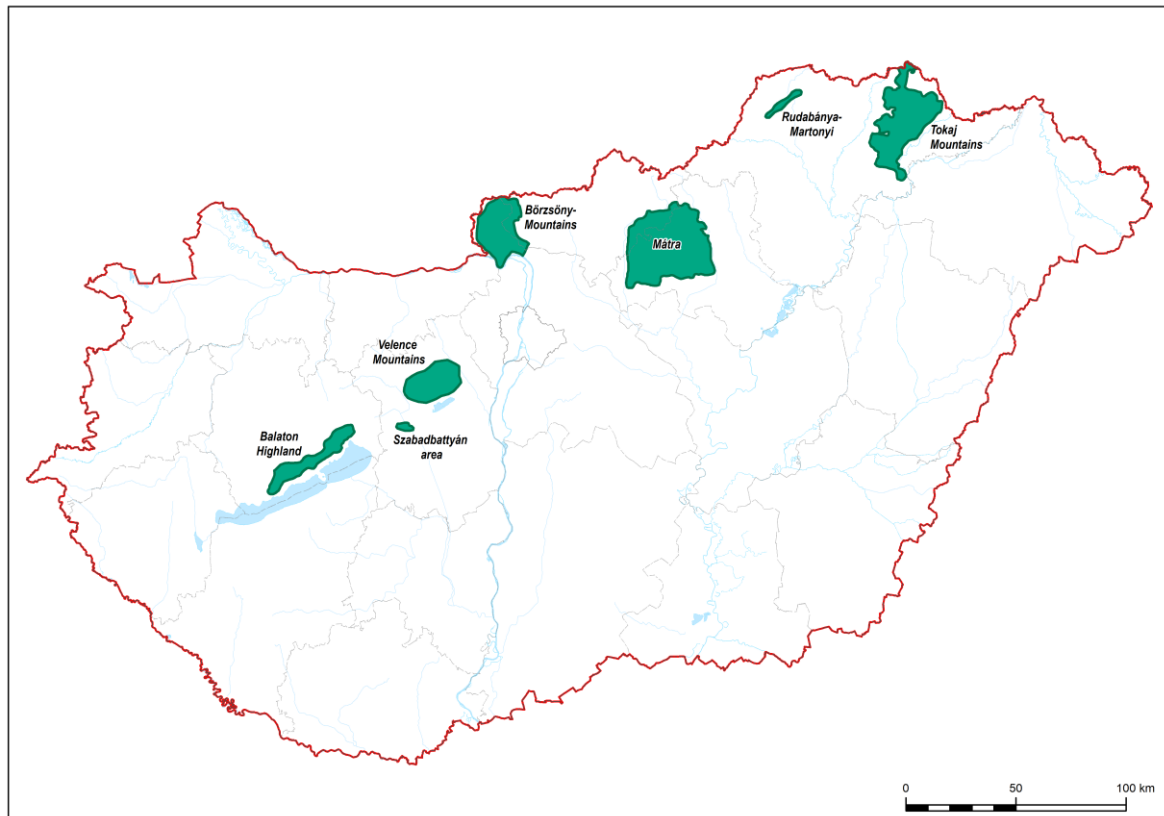 Rudabánya-
Martonyi
Tokaj
Mountains
Börzsöny-
Mountains
Mátra
Velence
Mountains
Balaton
Highland
Szabadbattyán
area
0 50 100 km